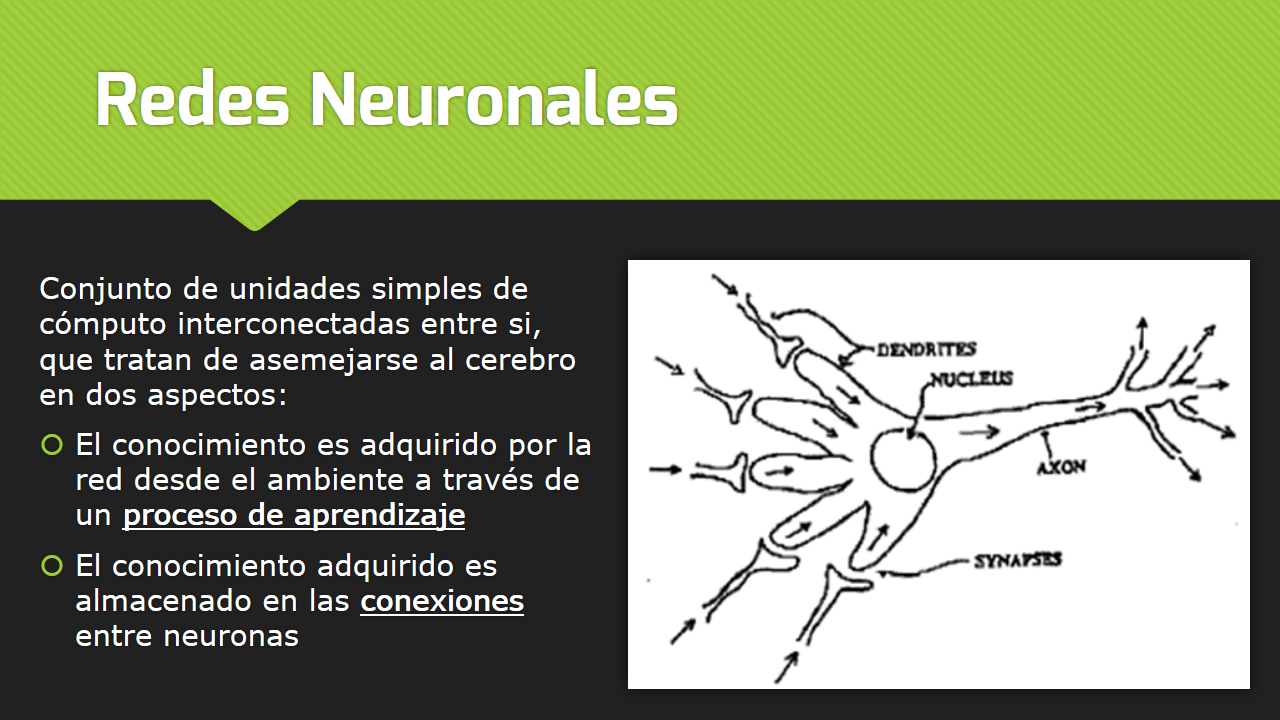 Redes Neuronales
Conjunto de unidades simples de
cómputo interconectadas entre si,
que tratan de asemejarse al cerebro
en dos aspectos:
El conocimiento es adquirido por la
red desde el ambiente a través de
un proceso de aprendizaje
El conocimiento adquirido es
almacenado en las conexiones
entre neuronas
DENDRITES
NUCLEUS
AXON
SYNAPSES